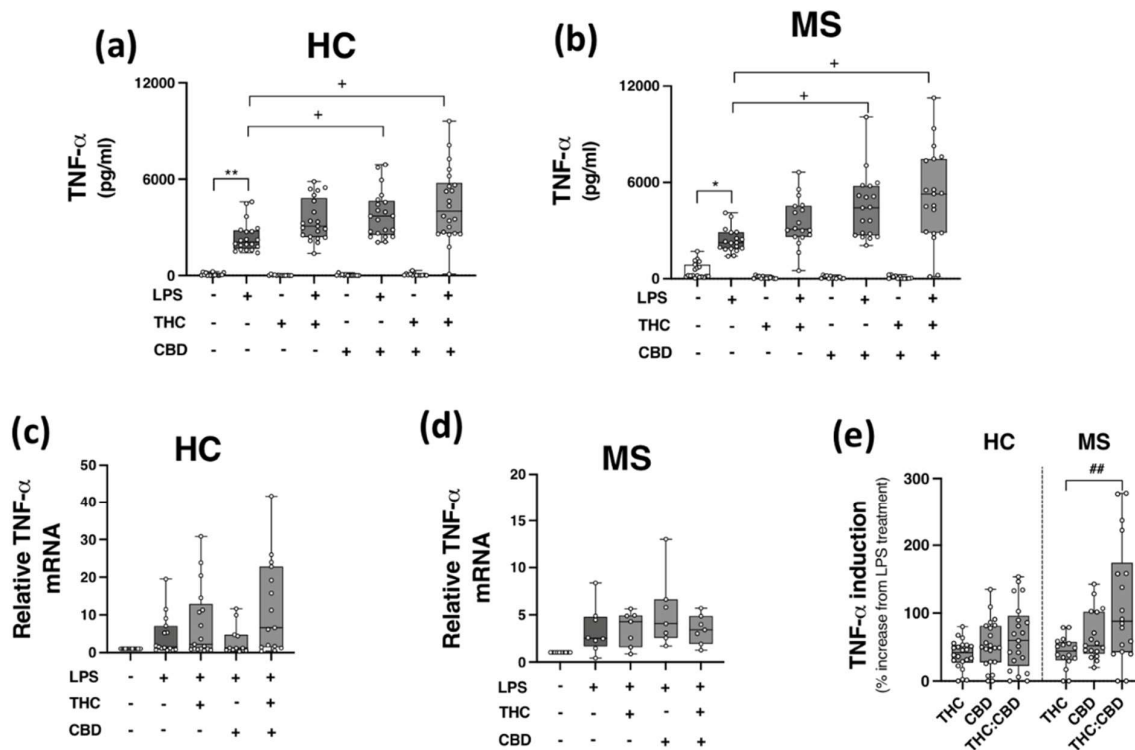 (a)
HC
TNF-α
(pg/ml)
12000
6000
0
+
+
**
LPS - + - + - + - +
THC - - + + - - + +
CBD - - - - + + + +
(b)
MS
TNF-α
(pg/ml)
12000
6000
0
+
+
*
LPS - + - + - + - +
THC - - + + - - + +
CBD - - - - + + + +
(c)
HC
Relative TNF-α
mRNA
50
40
30
20
10
0
LPS - + + + +
THC - - + - +
CBD - - - + +
(d)
MS
Relative TNF-α
mRNA
20
15
10
5
0
LPS - + + + +
THC - - + - +
CBD - - - + +
(e)
HC MS
TNF-α induction
(% increase from LPS treatment)
300
200
100
0
##
THC CBD THC:CBD THC CBD THC:CBD